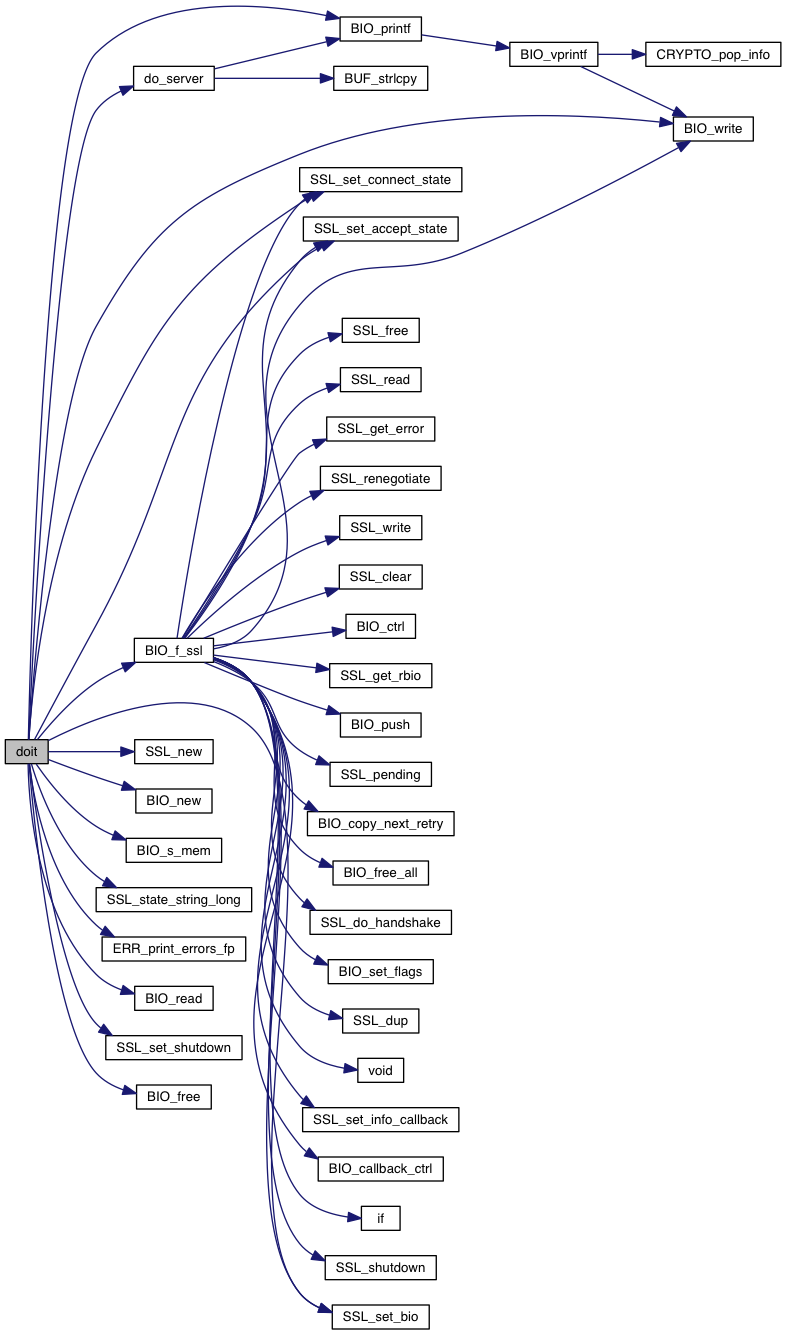 BIO_printf
BIO_vprintf
CRYPTO_pop_info
do_server
BUF_strlcpy
BIO_write
SSL_set_connect_state
SSL_set_accept_state
SSL_free
SSL_read
SSL_get_error
SSL_renegotiate
SSL_write
SSL_clear
BIO_ctrl
BIO_f_ssl
SSL_get_rbio
BIO_push
doit
SSL_new
SSL_pending
BIO_new
BIO_copy_next_retry
BIO_s_mem
BIO_free_all
SSL_state_string_long
SSL_do_handshake
ERR_print_errors_fp
BIO_set_flags
BIO_read
SSL_dup
SSL_set_shutdown
void
BIO_free
SSL_set_info_callback
BIO_callback_ctrl
if
SSL_shutdown
SSL_set_bio